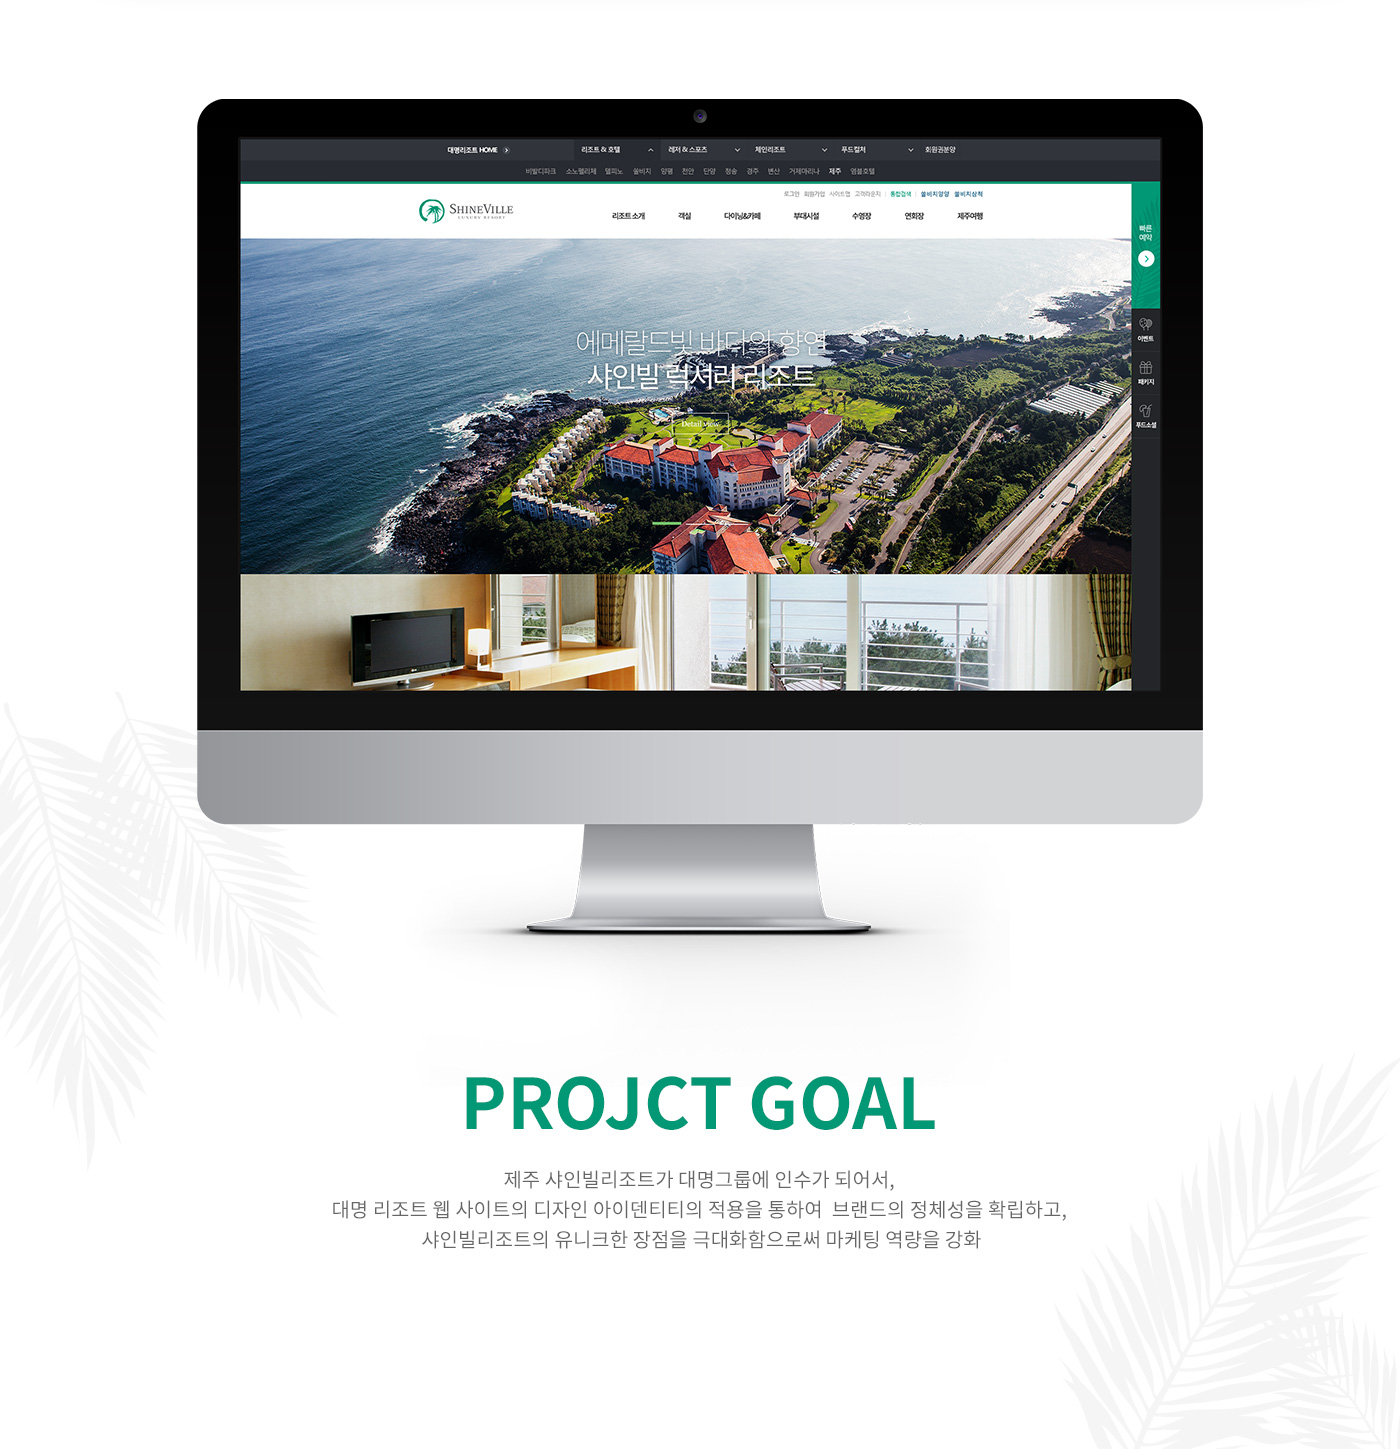 대명리조트 HOME
리조트 & 호텔
레저 & 스포츠
체인리조트
푸드컬처
회원권분양
비발디파크 소노펠리체 델피노 쏠비치 양평 천안 단양 청송 경주 변산 거제마리나 제주 엠블호텔
로그인 회원가입 사이트맵 고객라운지 | 통합검색 | 쏠비치양양 쏠비치삼척
SHINEVILLE
LUXURY RESORT
리조트 소개 객실 다이닝&카페 부대시설 수영장 연회장 제주여행
빠른
예약
이벤트
패키지
푸드소셜
에메랄드빛 바다의 향연
샤인빌 럭셔리 리조트
Detail view
PROJCT GOAL
제주 샤인빌리조트가 대명그룹에 인수가 되어서,
대명 리조트 웹 사이트의 디자인 아이덴티티의 적용을 통하여 브랜드의 정체성을 확립하고,
샤인빌리조트의 유니크한 장점을 극대화함으로써 마케팅 역량을 강화